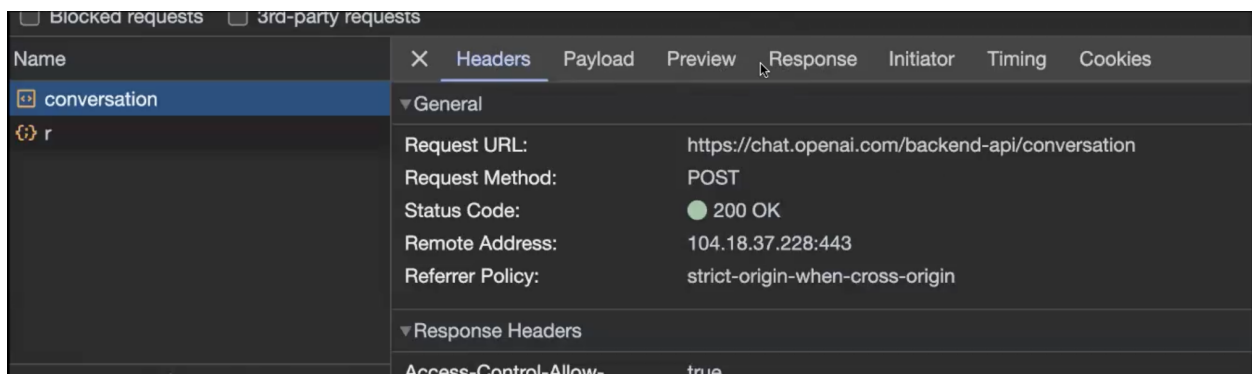 Blocked requests 3rd-party requests
Name
Headers Payload Preview Response Initiator Timing Cookies
conversation
r
General
Request URL: https://chat.openai.com/backend-api/conversation
Request Method: POST
Status Code: 200 OK
Remote Address: 104.18.37.228:443
Referrer Policy: strict-origin-when-cross-origin
Response Headers
Access-Control-Allow- true